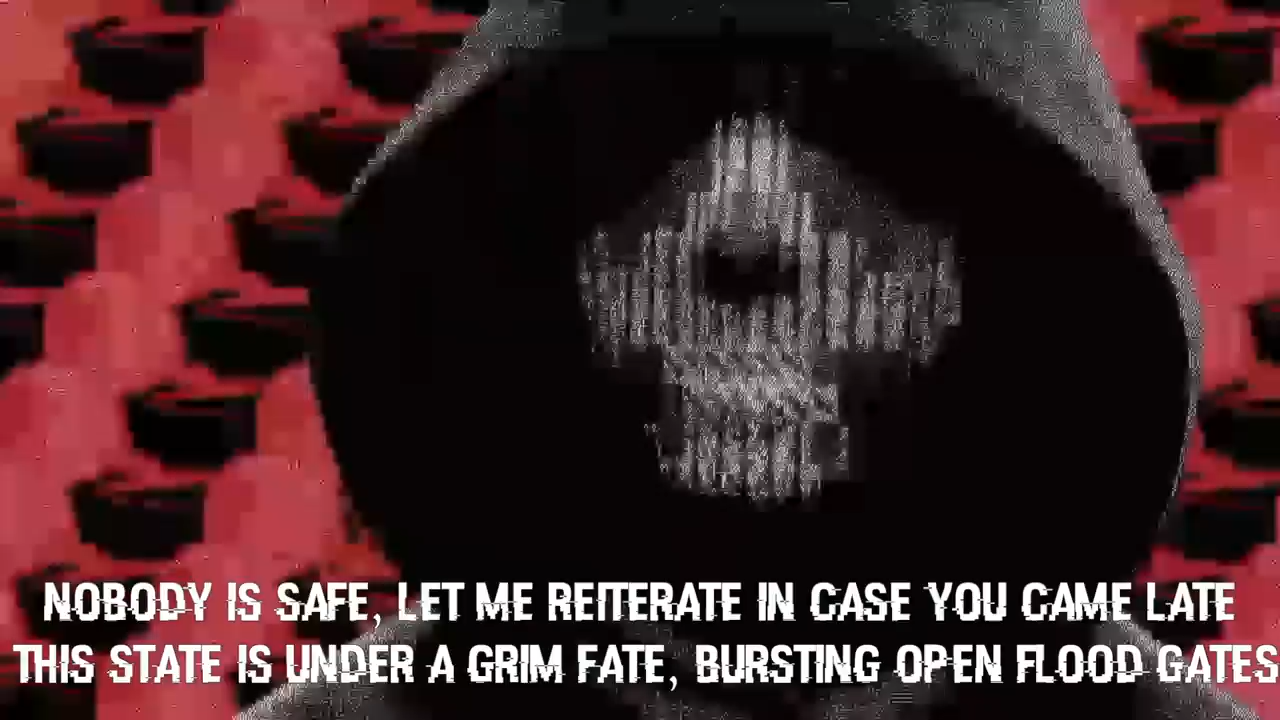 NOBODY IS SAFE, LET ME REITERATE IN CASE YOU CAME LATE
THIS STATE IS UNDER A GRIM FATE, BURSTING OPEN FLOOD GATES